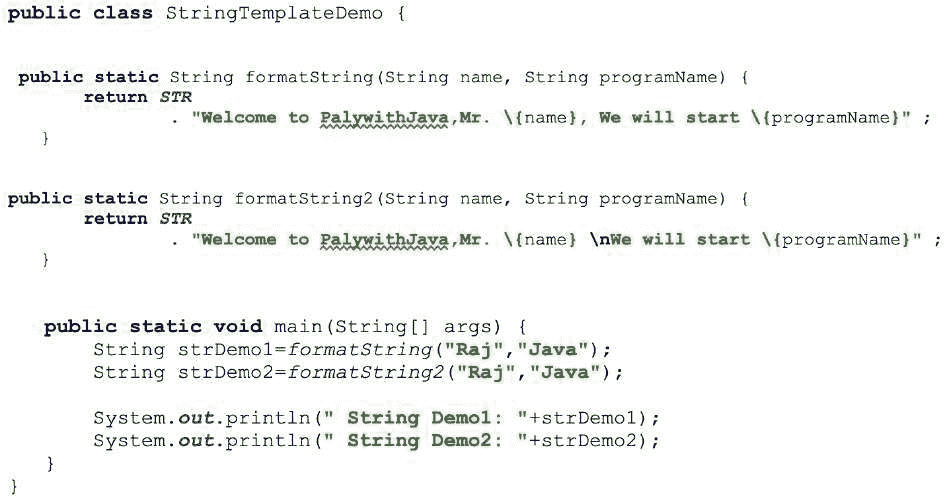 public class StringTemplateDemo {
public static String formatString(String name, String programName) {
return STR
. "Welcome to PalywithJava,Mr. \{name}, We will start \{programName}" ;
}
public static String formatString2(String name, String programName) {
return STR
. "Welcome to PalywithJava,Mr. \{name} \nWe will start \{programName}" ;
}
public static void main(String[] args) {
String strDemo1=formatString("Raj","Java");
String strDemo2=formatString2("Raj","Java");
System.out.println(" String Demo1: "+strDemo1);
System.out.println(" String Demo2: "+strDemo2);
}
}